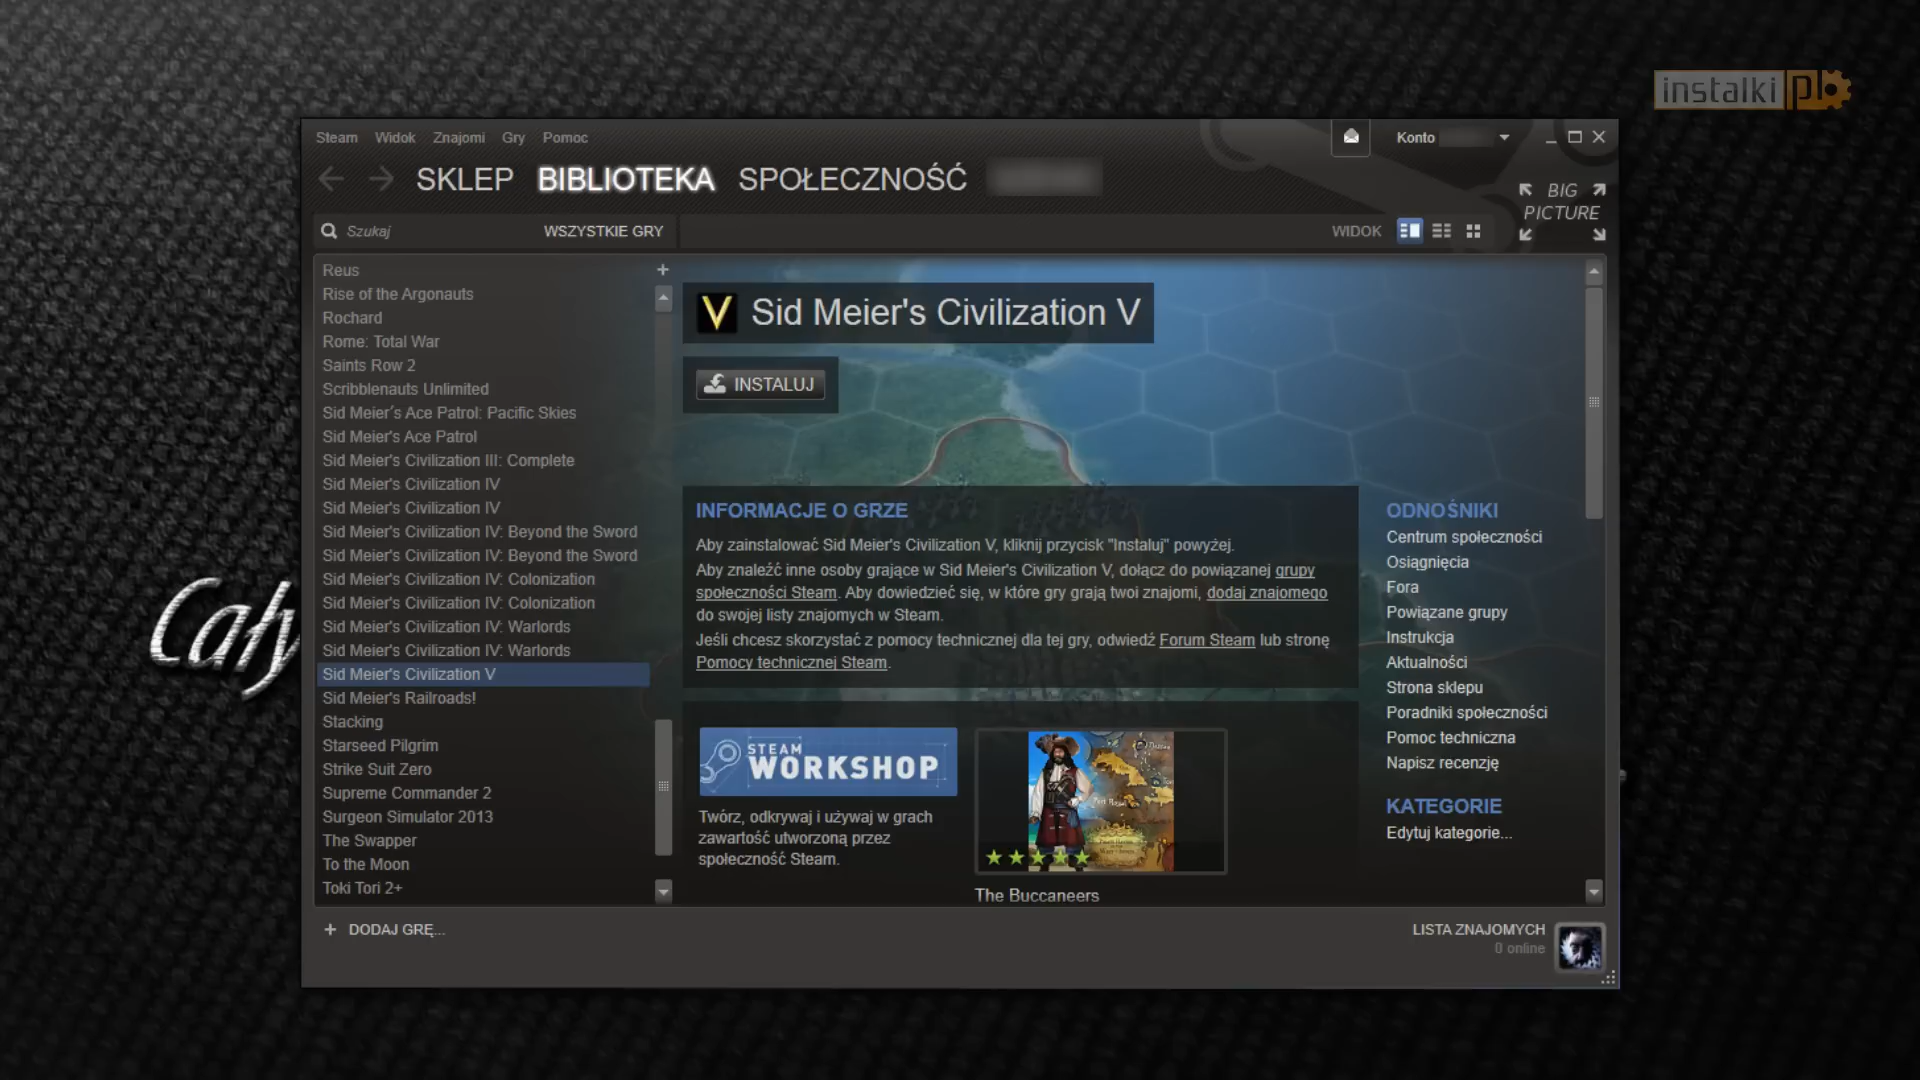 instalki pl
Steam Widok Znajomi Gry Pomoc
Konto
SKLEP BIBLIOTEKA SPOŁECZNOŚĆ
BIG
PICTURE
Szukaj WSZYSTKIE GRY
WIDOK
Reus
Rise of the Argonauts
Rochard
Rome: Total War
Saints Row 2
Scribblenauts Unlimited
Sid Meier´s Ace Patrol: Pacific Skies
Sid Meier's Ace Patrol
Sid Meier's Civilization III: Complete
Sid Meier's Civilization IV
Sid Meier's Civilization IV
Sid Meier's Civilization IV: Beyond the Sword
Sid Meier's Civilization IV: Beyond the Sword
Sid Meier's Civilization IV: Colonization
Sid Meier's Civilization IV: Colonization
Sid Meier's Civilization IV: Warlords
Sid Meier's Civilization IV: Warlords
Sid Meier's Civilization V
Sid Meier's Railroads!
Stacking
Starseed Pilgrim
Strike Suit Zero
Supreme Commander 2
Surgeon Simulator 2013
The Swapper
To the Moon
Toki Tori 2+
V Sid Meier's Civilization V
INSTALUJ
INFORMACJE O GRZE
Aby zainstalować Sid Meier's Civilization V, kliknij przycisk "Instaluj" powyżej.
Aby znaleźć inne osoby grające w Sid Meier's Civilization V, dołącz do powiązanej grupy
społeczności Steam. Aby dowiedzieć się, w które gry grają twoi znajomi, dodaj znajomego
do swojej listy znajomych w Steam.
Jeśli chcesz skorzystać z pomocy technicznej dla tej gry, odwiedź Forum Steam lub stronę
Pomocy technicznej Steam.
STEAM
WORKSHOP
Twórz, odkrywaj i używaj w grach
zawartość utworzoną przez
społeczność Steam.
The Buccaneers
ODNOŚNIKI
Centrum społeczności
Osiągnięcia
Fora
Powiązane grupy
Instrukcja
Aktualności
Strona sklepu
Poradniki społeczności
Pomoc techniczna
Napisz recenzję
KATEGORIE
Edytuj kategorie...
+ DODAJ GRĘ...
LISTA ZNAJOMYCH
0 online
Cały